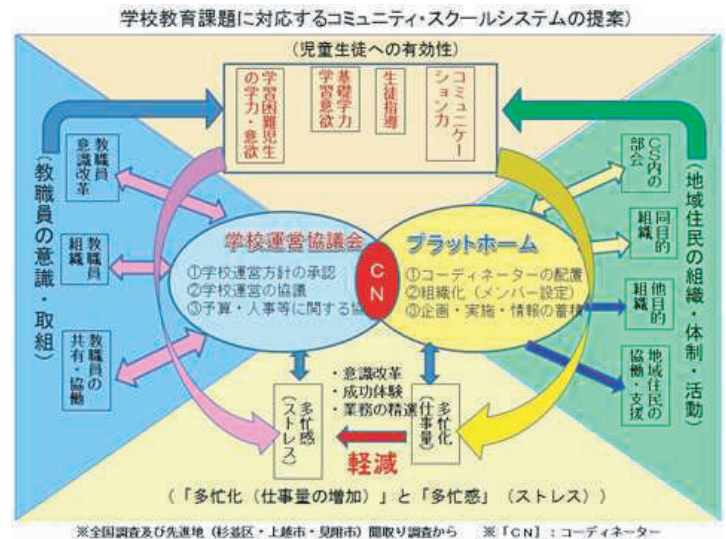 学校教育課題に対応するコミュニティ・スクールシステムの提案)
(児童生徒への有効性)
学習困難児生
の学力・意欲
基礎学力
学習意欲
生徒指導
コミュニケー
ション力
(教職員の意識・取組)
教職員
意識改革
教職員
組織
教職員の
共有・協働
学校運営協議会
①学校運営方針の承認
②学校運営の協議
③予算・人事等に関する協
CN
プラットホーム
①コーディネーターの配置
②組織化(メンバー設定)
③企画・実施・情報の蓄積
CS内の
部会
同目的
組織
他目的
組織
地域住民の
協働・支援
(地域住民の組織・体制・活動)
・意識改革
・成功体験
・業務の精選
多忙感
(ストレス)
多忙化
(仕事量)
軽減
(「多忙化(仕事量の増加)」と「多忙感」(ストレス))
※全国調査及び先進地(杉並区・上越市・見附市)聞取り調査から ※「CN」:コーディネーター